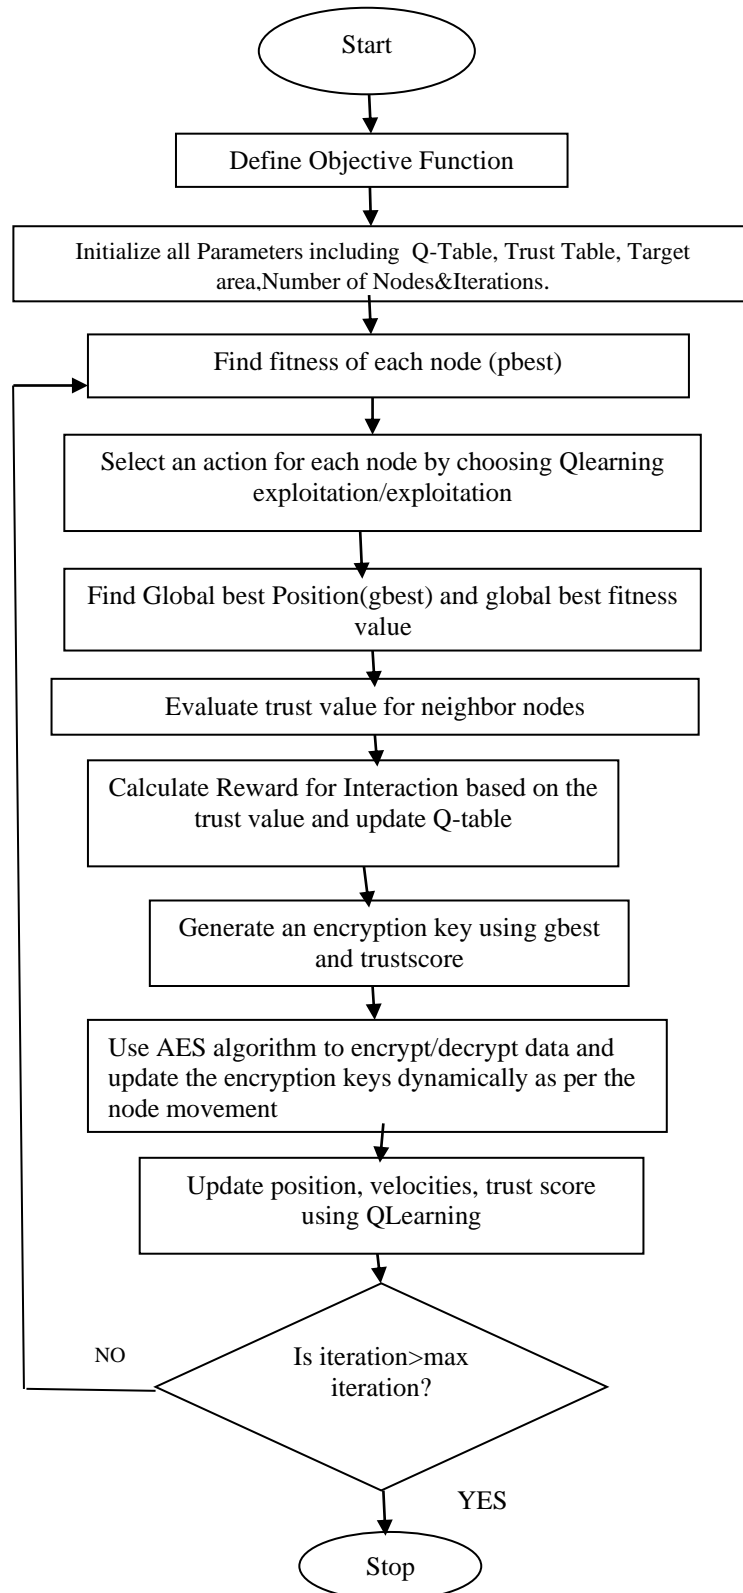 Start
Define Objective Function
Initialize all Parameters including Q-Table, Trust Table, Target
area,Number of Nodes&Iterations.
Find fitness of each node (pbest)
Select an action for each node by choosing Qlearning
exploitation/exploitation
Find Global best Position(gbest) and global best fitness
value
Evaluate trust value for neighbor nodes
Calculate Reward for Interaction based on the
trust value and update Q-table
Generate an encryption key using gbest
and trustscore
Use AES algorithm to encrypt/decrypt data and
update the encryption keys dynamically as per the
node movement
Update position, velocities, trust score
using QLearning
NO
Is iteration>max
iteration?
YES
Stop